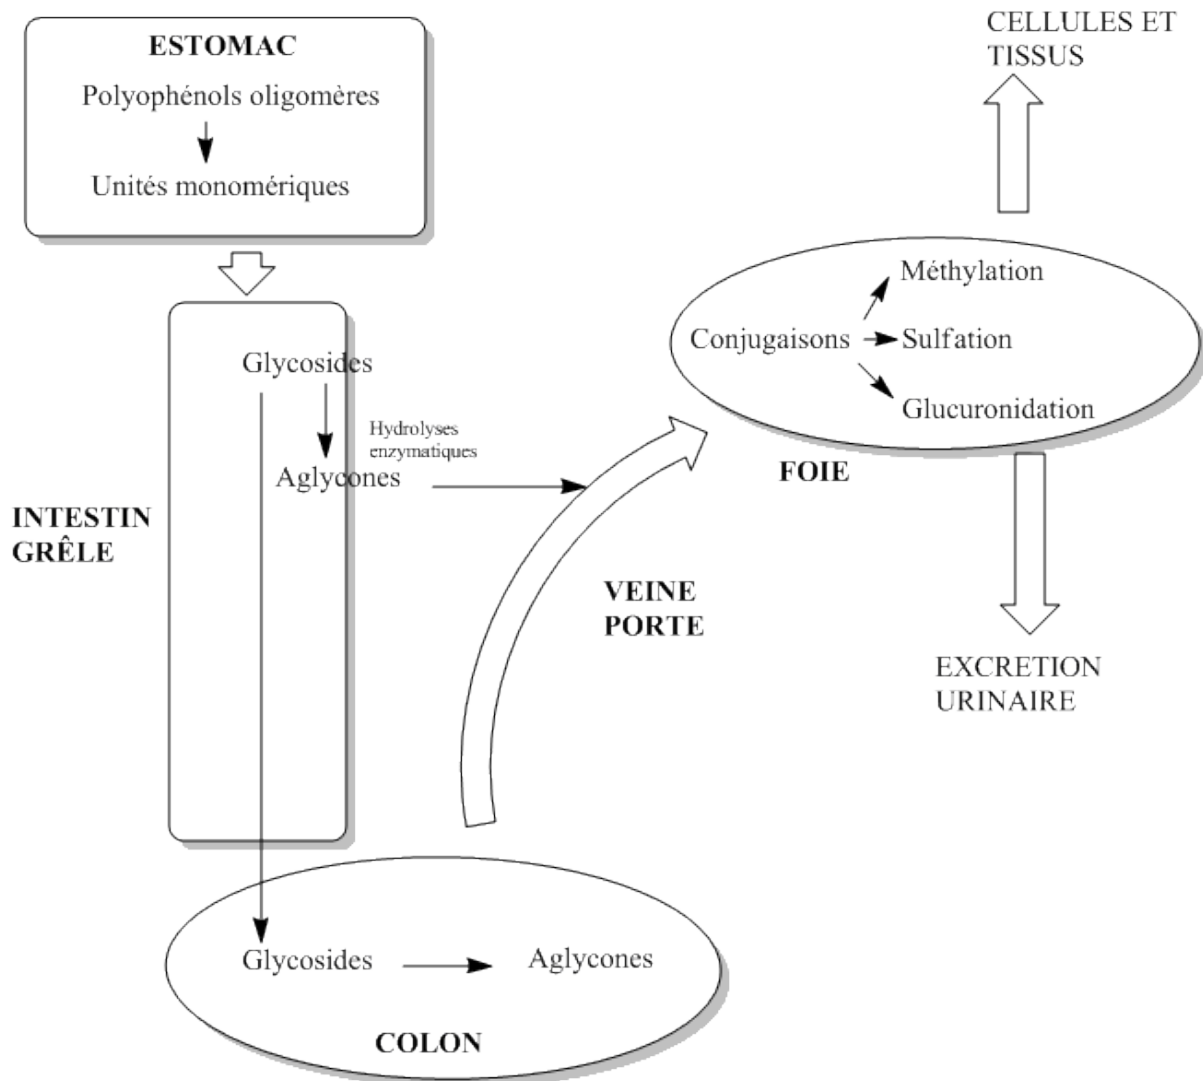 ESTOMAC
Polyophénols oligomères
Unités monomériques
INTESTIN
GRÊLE
Glycosides
Aglycones
Hydrolyses
enzymatiques
Glycosides
Aglycones
COLON
VEINE
PORTE
FOIE
Conjugaisons
Méthylation
Sulfation
Glucuronidation
CELLULES ET
TISSUS
EXCRETION
URINAIRE